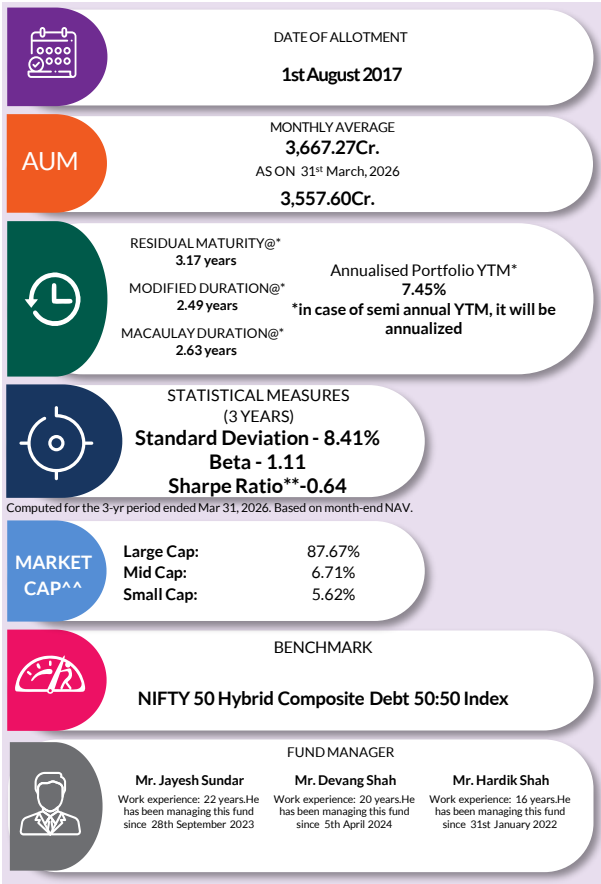 DATE OF ALLOTMENT
1st August 2017
AUM
MONTHLY AVERAGE
3,667.27Cr.
AS ON 31st March, 2026
3,557.60Cr.
RESIDUAL MATURITY@*
3.17 years
MODIFIED DURATION@*
2.49 years
MACAULAY DURATION@*
2.63 years
Annualised Portfolio YTM*
7.45%
*in case of semi annual YTM, it will be
annualized
STATISTICAL MEASURES
(3 YEARS)
Standard Deviation - 8.41%
Beta - 1.11
Sharpe Ratio**-0.64
Computed for the 3-yr period ended Mar 31, 2026. Based on month-end NAV.
MARKET
CAP^^
Large Cap: 87.67%
Mid Cap: 6.71%
Small Cap: 5.62%
BENCHMARK
NIFTY 50 Hybrid Composite Debt 50:50 Index
FUND MANAGER
Mr. Jayesh Sundar
Work experience: 22 years.He
has been managing this fund
since 28th September 2023
Mr. Devang Shah
Work experience: 20 years.He
has been managing this fund
since 5th April 2024
Mr. Hardik Shah
Work experience: 16 years.He
has been managing this fund
since 31st January 2022